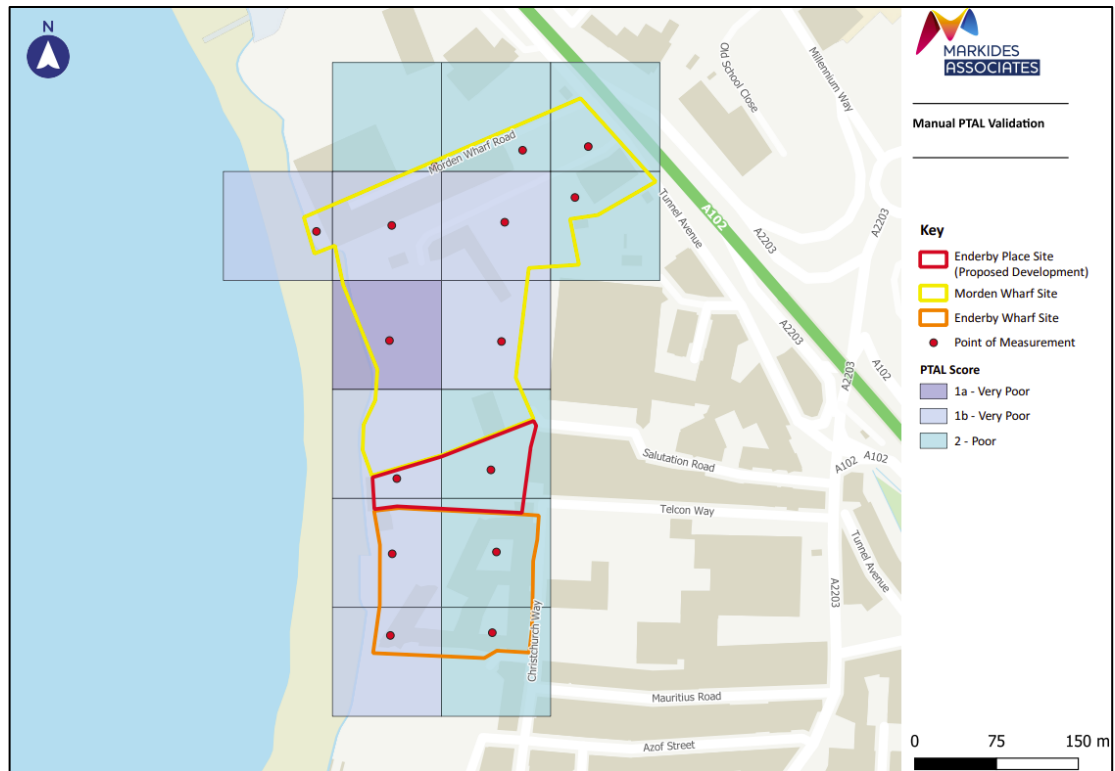 N
Old School Close
Millennium Way
Morden Wharf Road
A102
Tunnel Avenue
A2203
A2203
A2203
A2203
A102
A2203
Salutation Road
A102
A102
Telcon Way
Tunnel Avenue
A2203
Christchurch Way
Mauritius Road
Azof Street
MARKIDES
ASSOCIATES
Manual PTAL Validation
Key
Enderby Place Site
(Proposed Development)
Morden Wharf Site
Enderby Wharf Site
Point of Measurement
PTAL Score
1a - Very Poor
1b - Very Poor
2 - Poor
0 75 150 m